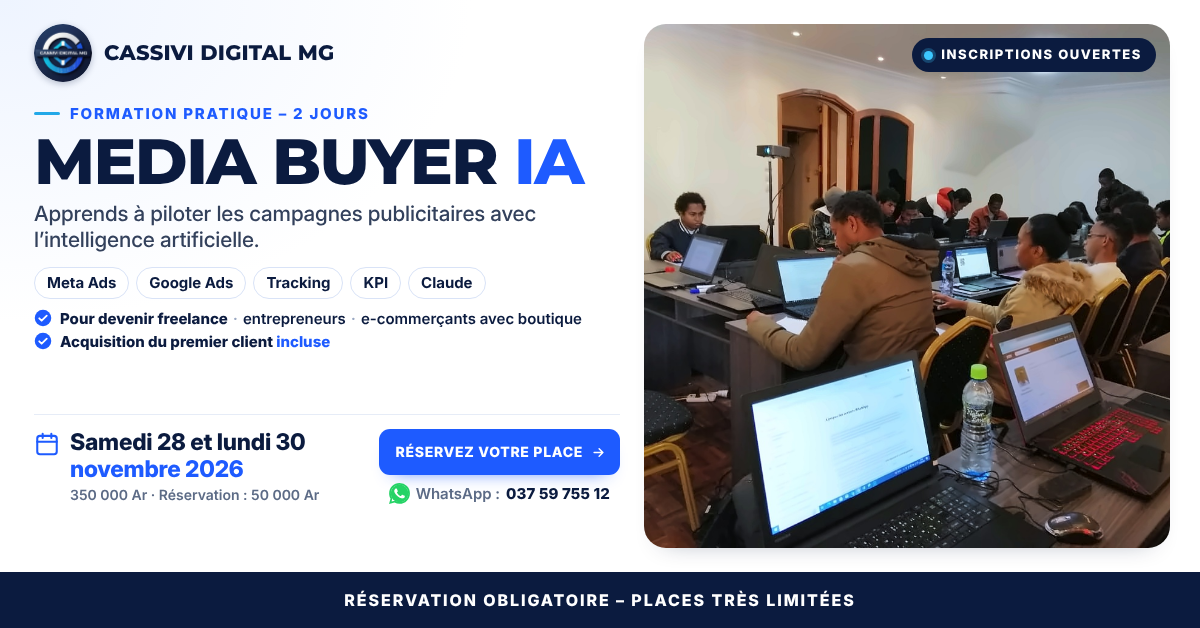 CASSIVI DIGITAL MG
CASSIVI DIGITAL MG
INSCRIPTIONS OUVERTES
FORMATION PRATIQUE – 2 JOURS
MEDIA BUYER IA
Apprends à piloter les campagnes publicitaires avec
l’intelligence artificielle.
Meta Ads
Google Ads
Tracking
KPI
Claude
Pour devenir freelance · entrepreneurs · e-commerçants avec boutique
Acquisition du premier client incluse
Samedi 28 et lundi 30
novembre 2026
350 000 Ar · Réservation : 50 000 Ar
RÉSERVEZ VOTRE PLACE →
WhatsApp : 037 59 755 12
RÉSERVATION OBLIGATOIRE – PLACES TRÈS LIMITÉES